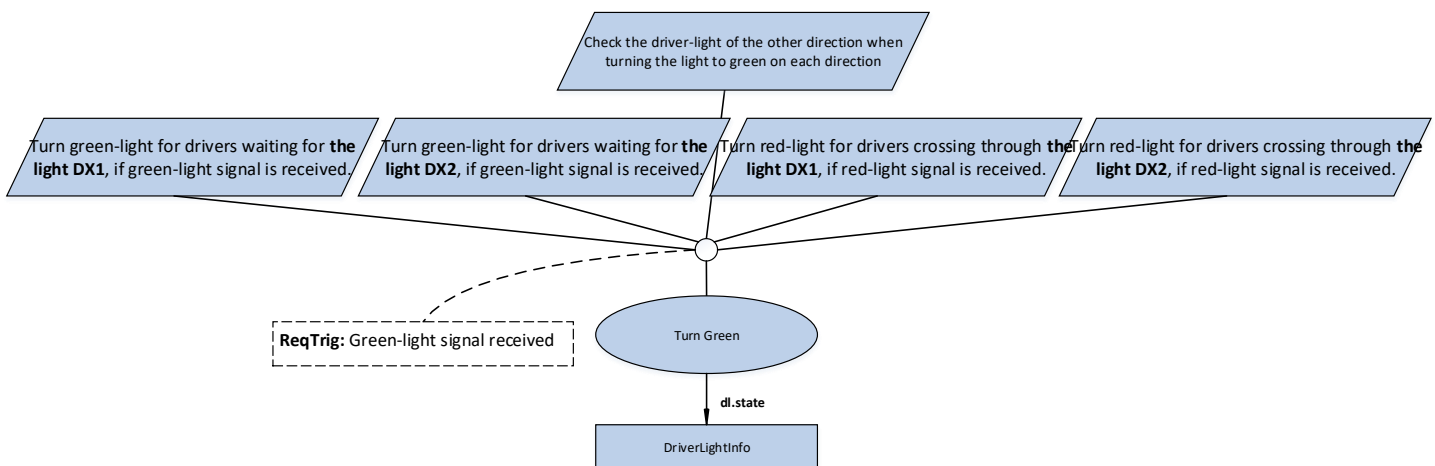 Check the driver-light of the other direction when
turning the light to green on each direction
Turn green-light for drivers waiting for the
light DX1, if green-light signal is received.
Turn green-light for drivers waiting for the
light DX2, if green-light signal is received.
Turn red-light for drivers crossing through the
light DX1, if red-light signal is received.
Turn red-light for drivers crossing through the
light DX2, if red-light signal is received.
ReqTrig: Green-light signal received
Turn Green
dl.state
DriverLightInfo